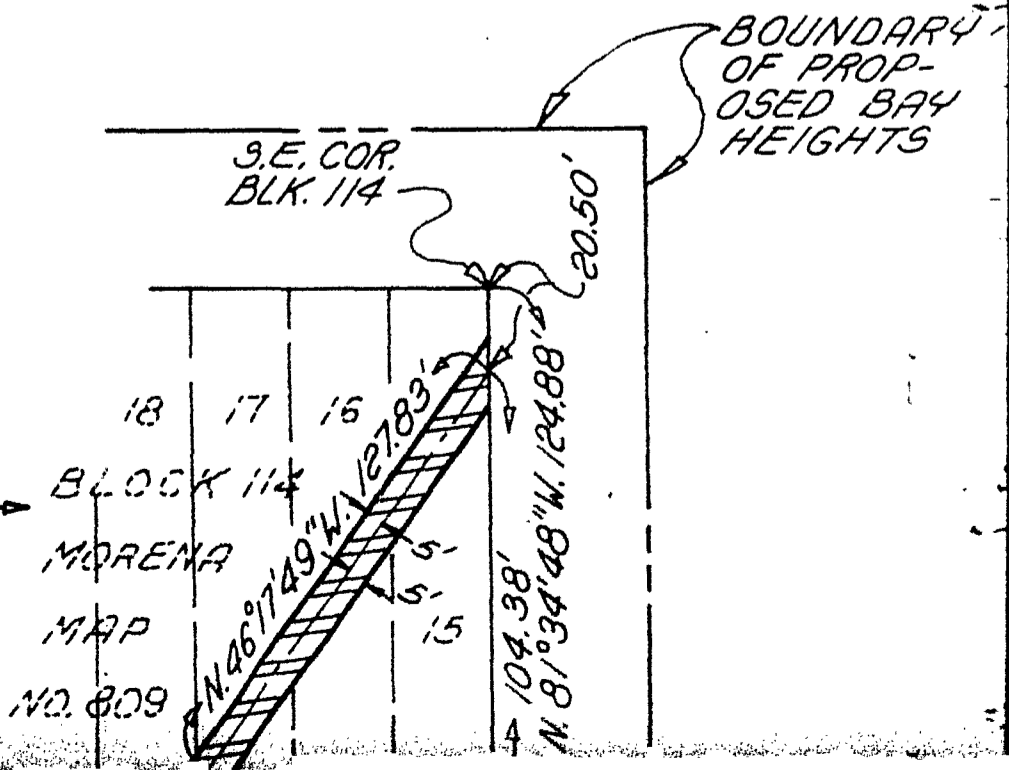 BOUNDARY
OF PROP-
OSED BAY
HEIGHTS
S.E. COR.
BLK. 114
20.50'
18 17 16
127.83'
N. 46°17'49"W.
BLOCK 114
MORENA
MAP
NO. 809
5'
5'
15
104.38'
N. 81°34'48"W. 124.88'